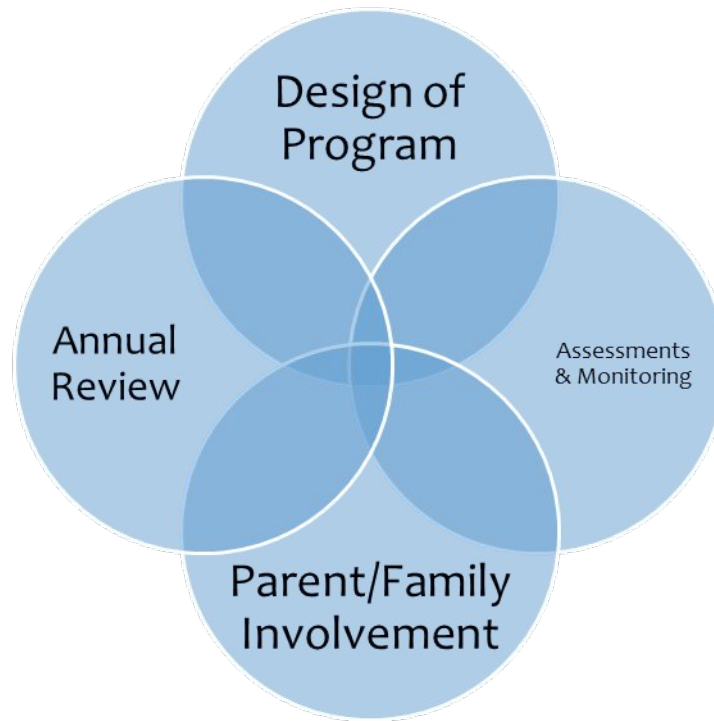 Design of
Program
Annual
Review
Assessments
& Monitoring
Parent/Family
Involvement